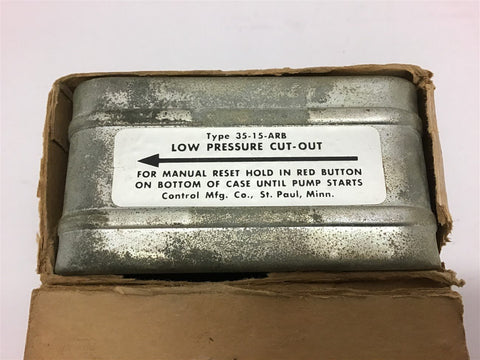 Type 35-15-ARB
LOW PRESSURE CUT-OUT
FOR MANUAL RESET HOLD IN RED BUTTON
ON BOTTOM OF CASE UNTIL PUMP STARTS
Control Mfg. Co., St. Paul, Minn.